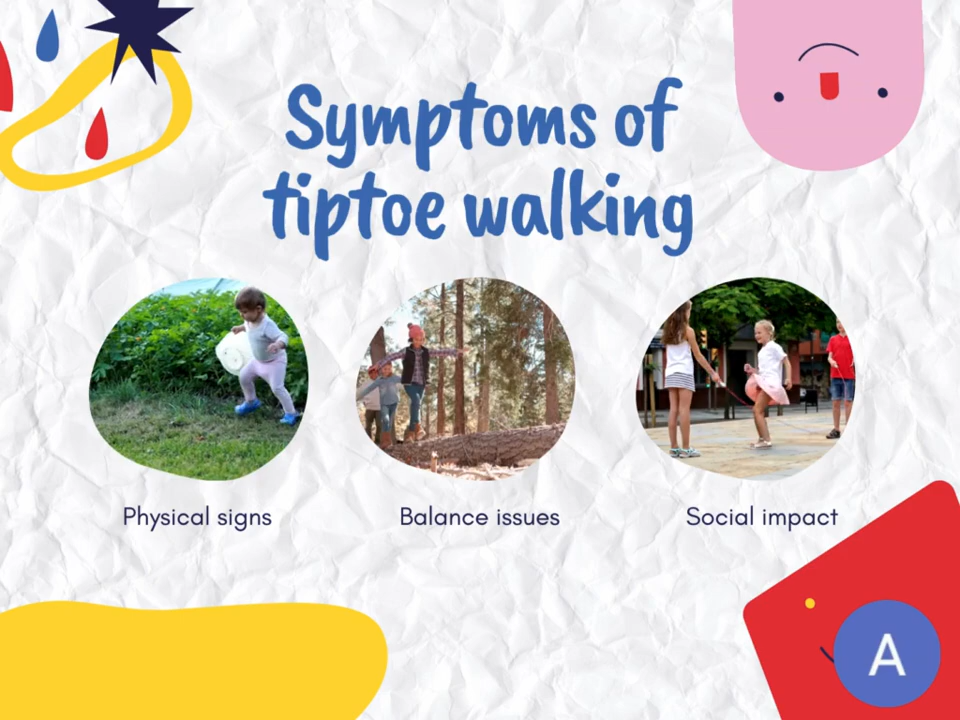 Symptoms of
tiptoe walking
Physical signs
Balance issues
Social impact
A